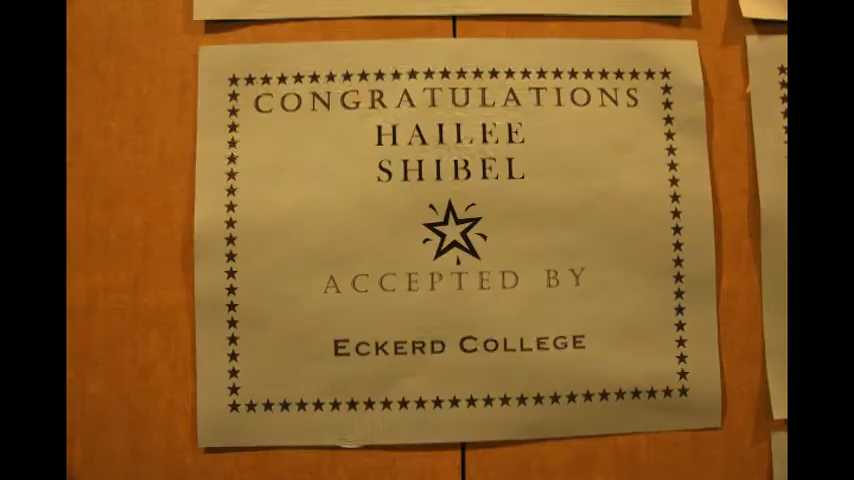 CONGRATULATIONS
HAILEE
SHIBEL
ACCEPTED BY
ECKERD COLLEGE